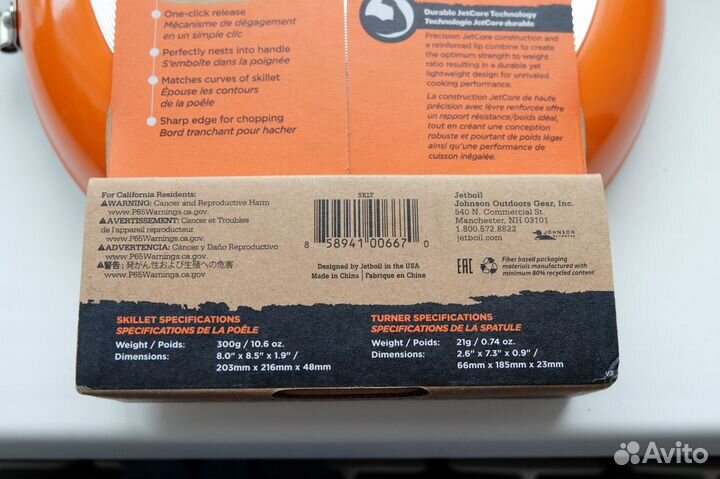 One-click release
Mécanisme de dégagement
en un simple clic
Perfectly nests into handle
S'emboîte dans la poignée
Matches curves of skillet
Épouse les contours
de la poêle
Sharp edge for chopping
Bord tranchant pour hacher
Durable JetCore Technology
Technologie JetCore durable
Precision JetCore construction and
a reinforced lip combine to create
the optimum strength to weight
ratio resulting in a durable yet
lightweight design for unrivaled
cooking performance.
La construction JetCore de haute
précision avec lèvre renforcée offre
un rapport résistance/poids idéal,
tout en créant une conception
robuste et pourtant de poids léger
ainsi qu'une performance de
cuisson inégalée.
For California Residents:
⚠WARNING: Cancer and Reproductive Harm
www.P65Warnings.ca.gov
⚠AVERTISSEMENT: Cancer et Troubles
de l'appareil reproducteur
www.P65Warnings.ca.gov
⚠ADVERTENCIA: Cáncer y Daño Reproductivo
www.P65Warnings.ca.gov
⚠警告: 発がん性および生殖への危害
www.P65Warnings.ca.gov
SKLT
8 58941 00667 0
Designed by Jetboil in the USA
Made in China | Fabrique en Chine
Jetboil
Johnson Outdoors Gear, Inc.
540 N. Commercial St.
Manchester, NH 03101
1.800.572.8822
jetboil.com
JOHNSON
OUTDOORS
EAC
Fiber based packaging
materials manufactured with
minimum 80% recycled content
SKILLET SPECIFICATIONS
SPECIFICATIONS DE LA POÊLE
Weight / Poids: 300g / 10.6 oz.
Dimensions: 8.0" x 8.5" x 1.9" /
203mm x 216mm x 48mm
TURNER SPECIFICATIONS
SPECIFICATIONS DE LA SPATULE
Weight / Poids: 21g / 0.74 oz.
Dimensions: 2.6" x 7.3" x 0.9" /
66mm x 185mm x 23mm
Avito